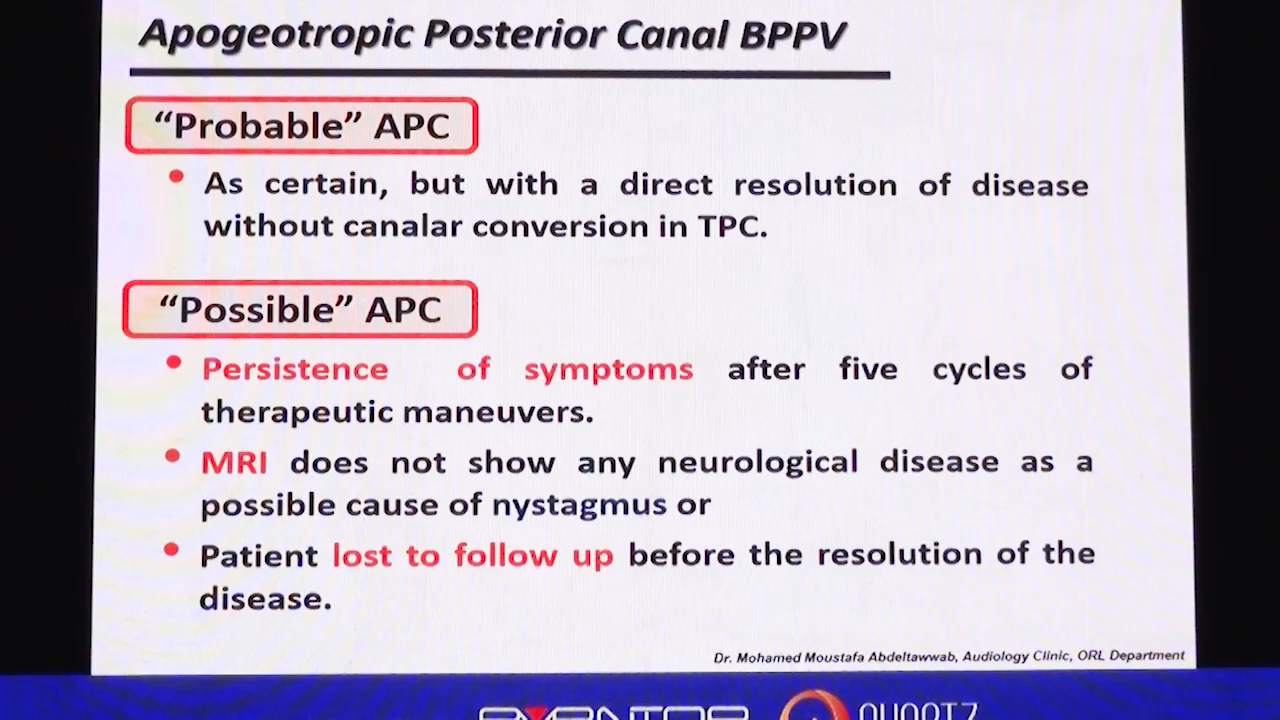 Apogeotropic Posterior Canal BPPV
“Probable” APC
• As certain, but with a direct resolution of disease
without canalar conversion in TPC.
“Possible” APC
• Persistence of symptoms after five cycles of
therapeutic maneuvers.
• MRI does not show any neurological disease as a
possible cause of nystagmus or
• Patient lost to follow up before the resolution of the
disease.
Dr. Mohamed Moustafa Abdeltawwab, Audiology Clinic, ORL Department